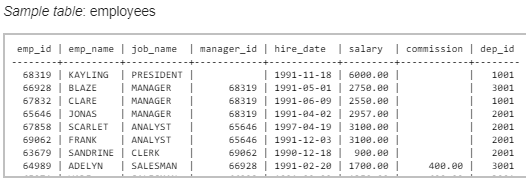 Sample table: employees
emp_id | emp_name | job_name | manager_id | hire_date | salary | commission | dep_id
68319 | KAYLING | PRESIDENT | | 1991-11-18 | 6000.00 | | 1001
66928 | BLAZE | MANAGER | 68319 | 1991-05-01 | 2750.00 | | 3001
67832 | CLARE | MANAGER | 68319 | 1991-06-09 | 2550.00 | | 1001
65646 | JONAS | MANAGER | 68319 | 1991-04-02 | 2957.00 | | 2001
67858 | SCARLET | ANALYST | 65646 | 1997-04-19 | 3100.00 | | 2001
69062 | FRANK | ANALYST | 65646 | 1991-12-03 | 3100.00 | | 2001
63679 | SANDRINE | CLERK | 69062 | 1990-12-18 | 900.00 | | 2001
64989 | ADELYN | SALESMAN | 66928 | 1991-02-20 | 1700.00 | 400.00 | 3001